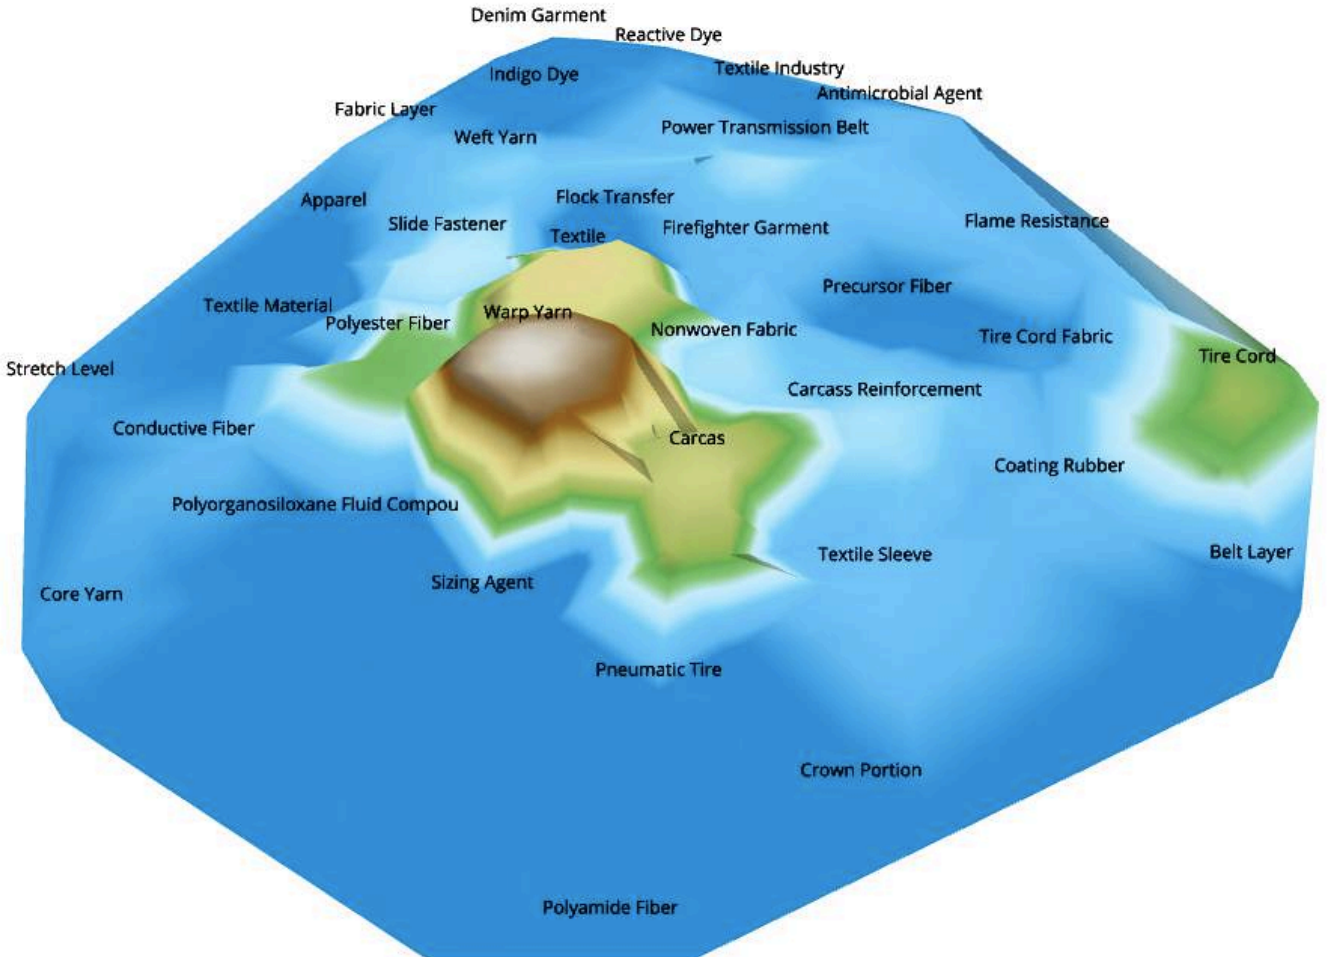 Denim Garment
Reactive Dye
Textile Industry
Indigo Dye
Antimicrobial Agent
Fabric Layer
Power Transmission Belt
Weft Yarn
Apparel
Flock Transfer
Slide Fastener
Firefighter Garment
Flame Resistance
Textile
Precursor Fiber
Textile Material
Warp Yarn
Polyester Fiber
Nonwoven Fabric
Tire Cord Fabric
Tire Cord
Stretch Level
Carcass Reinforcement
Conductive Fiber
Carcas
Coating Rubber
Polyorganosiloxane Fluid Compou
Textile Sleeve
Belt Layer
Sizing Agent
Core Yarn
Pneumatic Tire
Crown Portion
Polyamide Fiber